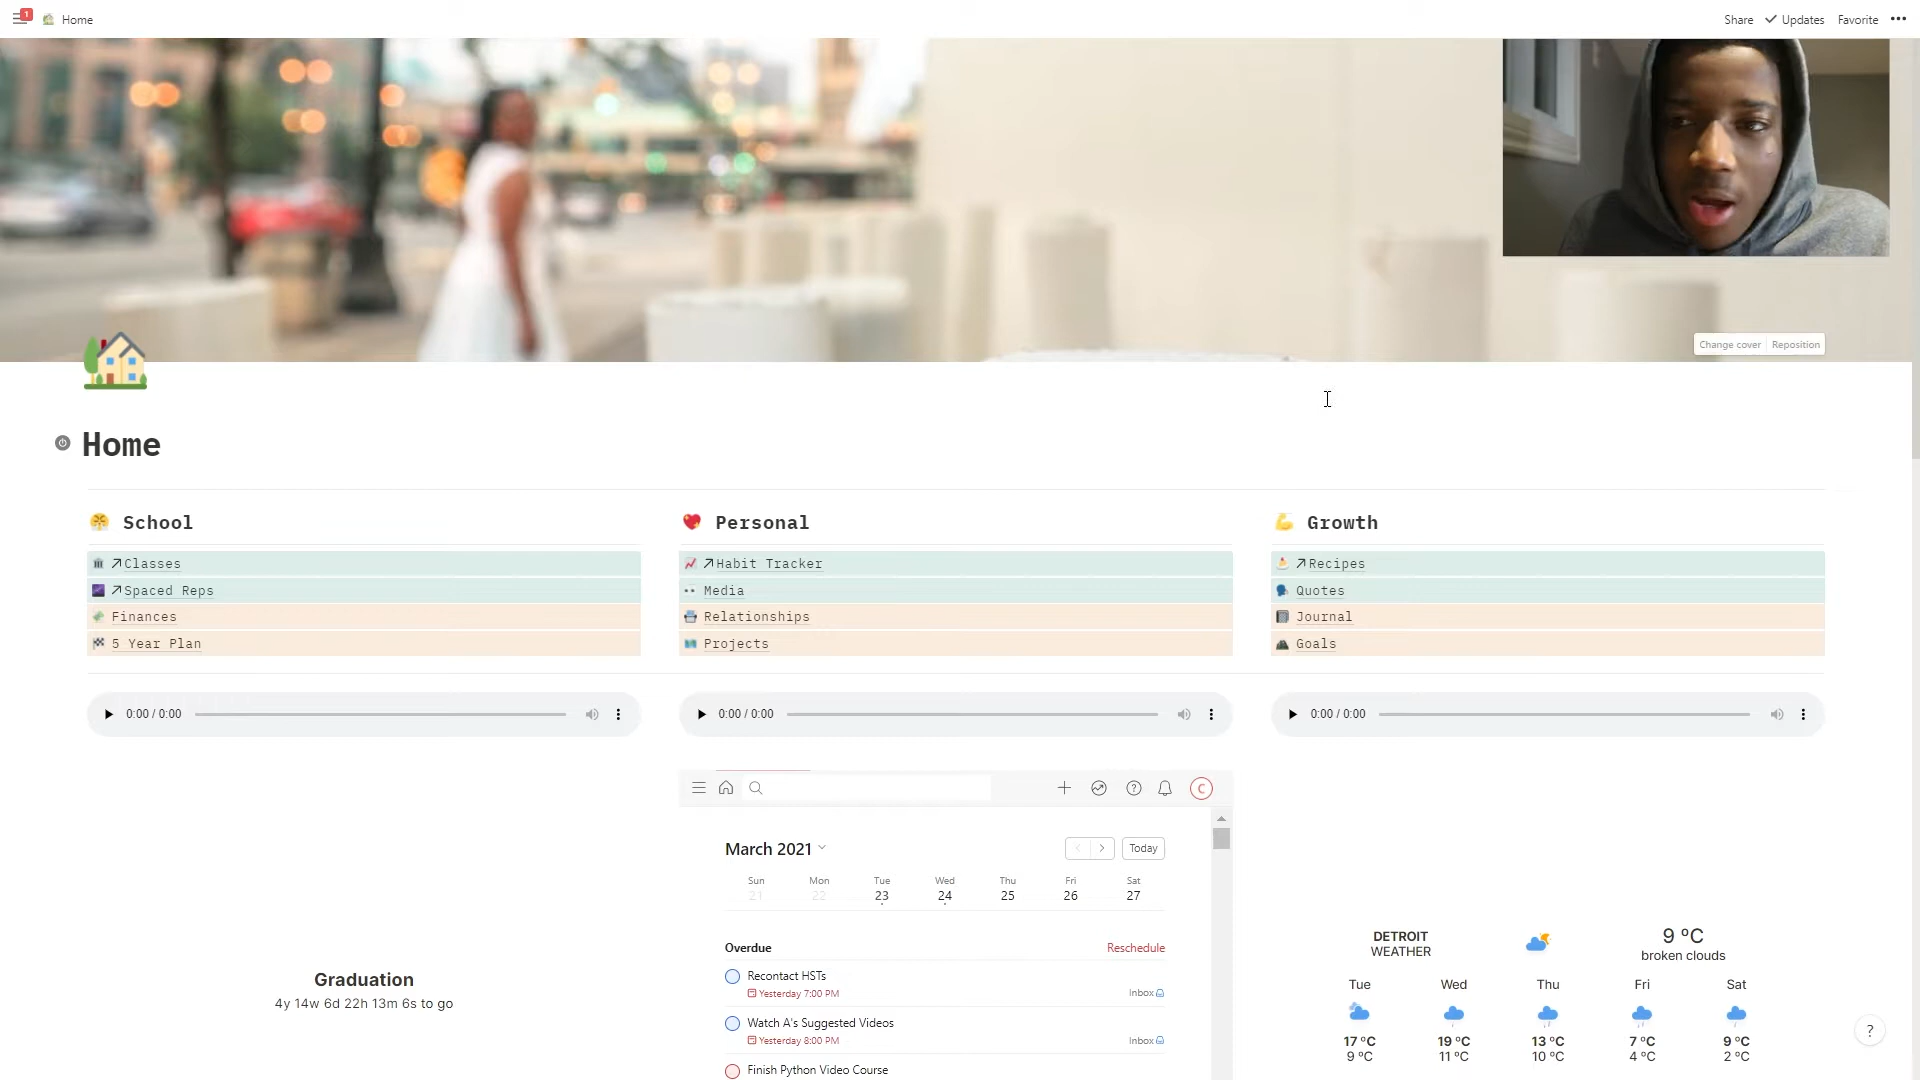 1
Home
Share Updates Favorite
Change cover Reposition
Home
School
Classes
Spaced Reps
Finances
5 Year Plan
Personal
Habit Tracker
Media
Relationships
Projects
Growth
Recipes
Quotes
Journal
Goals
0:00 / 0:00
0:00 / 0:00
0:00 / 0:00
Graduation
4y 14w 6d 22h 13m 6s to go
C
March 2021
Today
Sun Mon Tue Wed Thu Fri Sat
21 22 23 24 25 26 27
Overdue Reschedule
Recontact HSTs
Yesterday 7:00 PM Inbox
Watch A's Suggested Videos
Yesterday 8:00 PM Inbox
Finish Python Video Course
DETROIT
WEATHER
9 °C
broken clouds
Tue Wed Thu Fri Sat
17 °C 19 °C 13 °C 7 °C 9 °C
9 °C 11 °C 10 °C 4 °C 2 °C
?